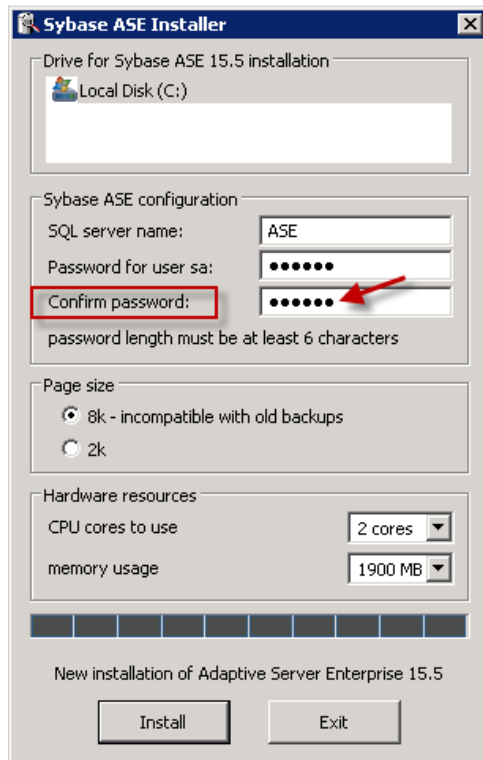 Sybase ASE Installer
Drive for Sybase ASE 15.5 installation
Local Disk (C:)
Sybase ASE configuration
SQL server name: ASE
Password for user sa: ●●●●●●
Confirm password: ●●●●●●
password length must be at least 6 characters
Page size
8k - incompatible with old backups
2k
Hardware resources
CPU cores to use 2 cores
memory usage 1900 MB
New installation of Adaptive Server Enterprise 15.5
Install Exit